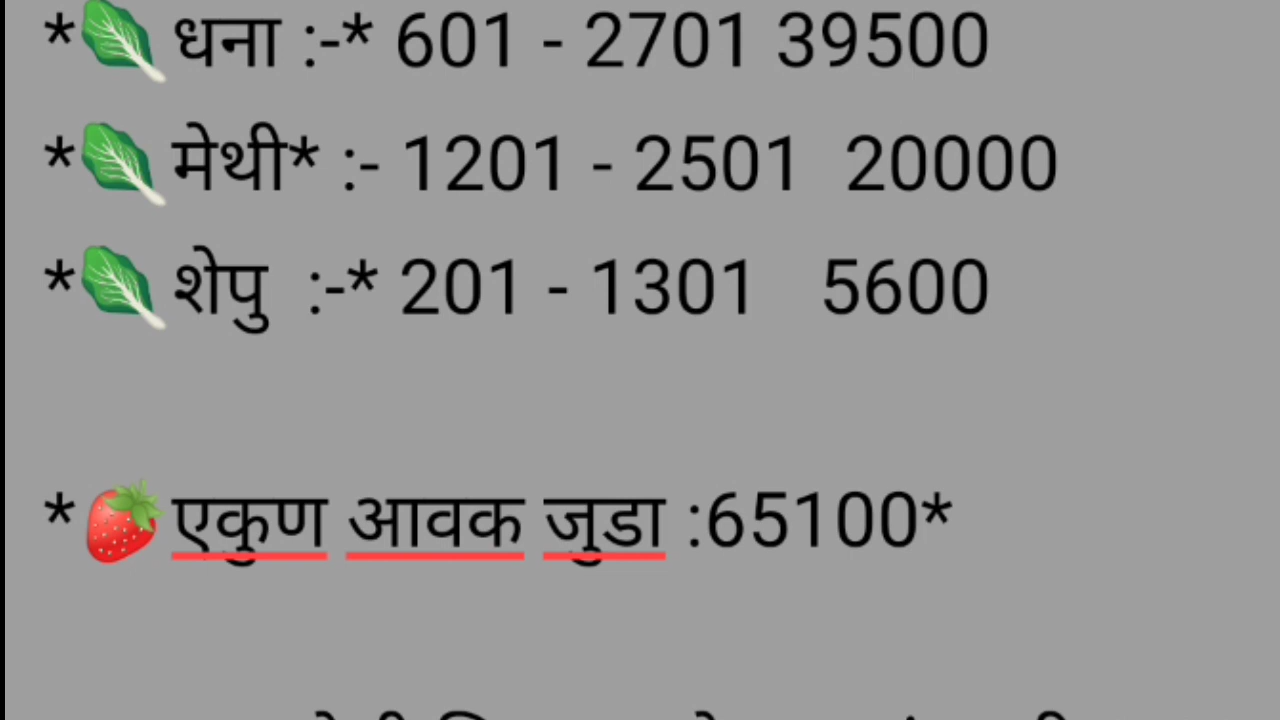 *🥬धना :-* 601 - 2701 39500
*🥬मेथी* :- 1201 - 2501  20000
*🥬शेपु  :-* 201 - 1301   5600
*🍓एकुण आवक जुडा :65100*